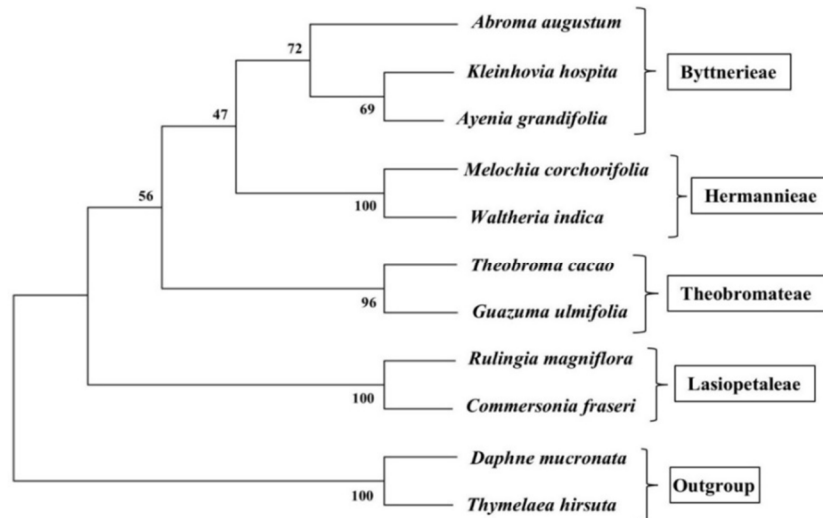 Abroma augustum
72
Kleinhovia hospita
Byttnerieae
69
Ayenia grandifolia
47
Melochia corchorifolia
Hermannieae
100
Waltheria indica
56
Theobroma cacao
Theobromateae
96
Guazuma ulmifolia
Rulingia magniflora
Lasiopetaleae
100
Commersonia fraseri
Daphne mucronata
Outgroup
100
Thymelaea hirsuta